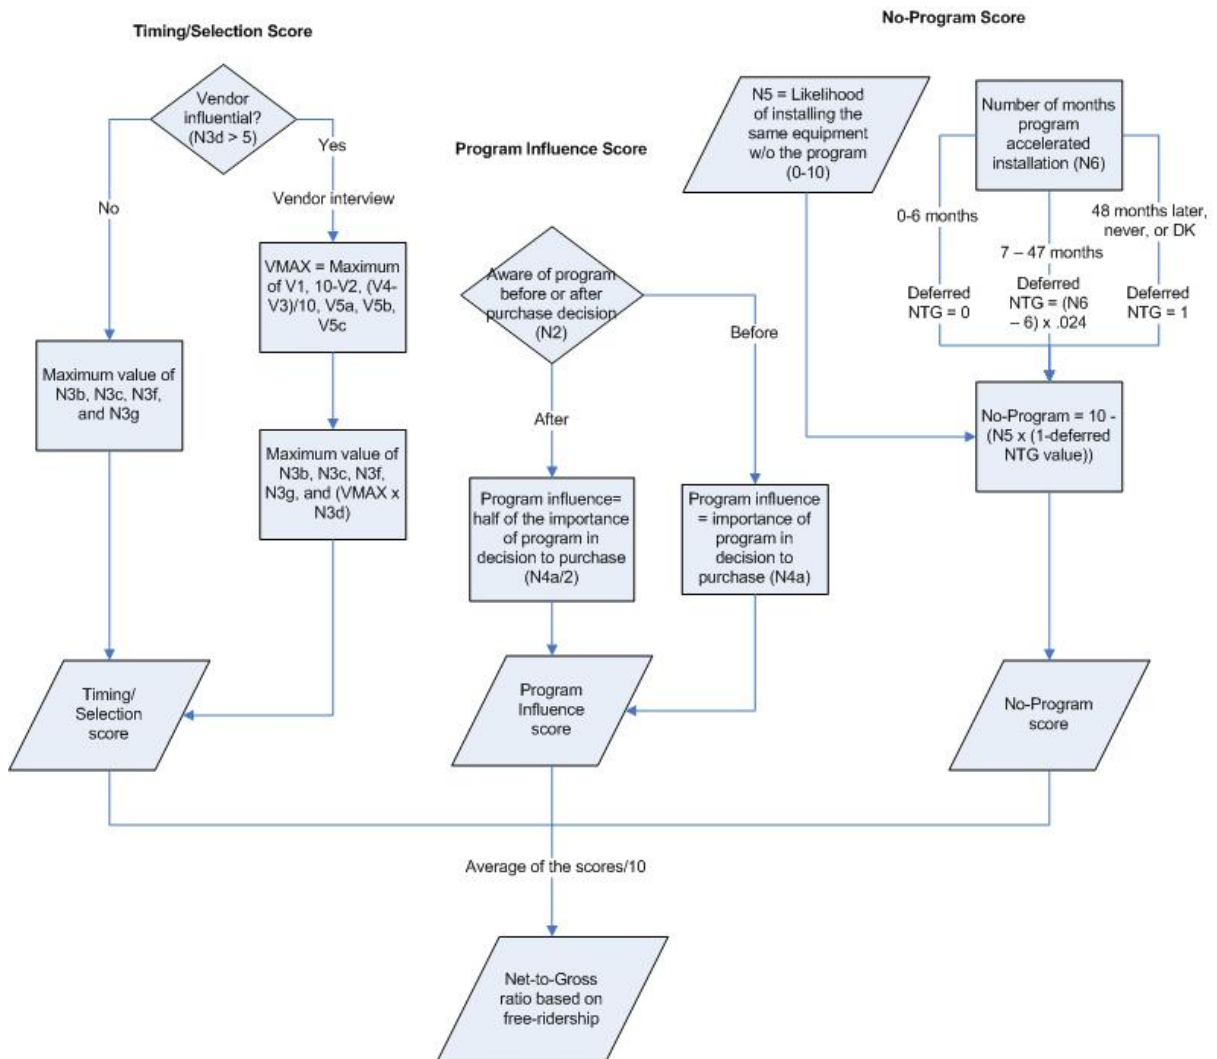 Timing/Selection Score
Vendor
influential?
(N3d > 5)
No
Yes
Vendor interview
VMAX = Maximum
of V1, 10-V2, (V4-
V3)/10, V5a, V5b,
V5c
Maximum value of
N3b, N3c, N3f,
and N3g
Maximum value of
N3b, N3c, N3f,
N3g, and (VMAX x
N3d)
Timing/
Selection
score
Program Influence Score
Aware of program
before or after
purchase decision
(N2)
After
Before
Program influence=
half of the importance
of program in
decision to purchase
(N4a/2)
Program influence
= importance of
program in
decision to
purchase (N4a)
Program
Influence
score
No-Program Score
N5 = Likelihood
of installing the
same equipment
w/o the program
(0-10)
Number of months
program
accelerated
installation (N6)
0-6 months
7 – 47 months
48 months later,
never, or DK
Deferred
NTG = 0
Deferred
NTG = (N6
– 6) x .024
Deferred
NTG = 1
No-Program = 10 -
(N5 x (1-deferred
NTG value))
No-Program
score
Average of the scores/10
Net-to-Gross
ratio based on
free-ridership